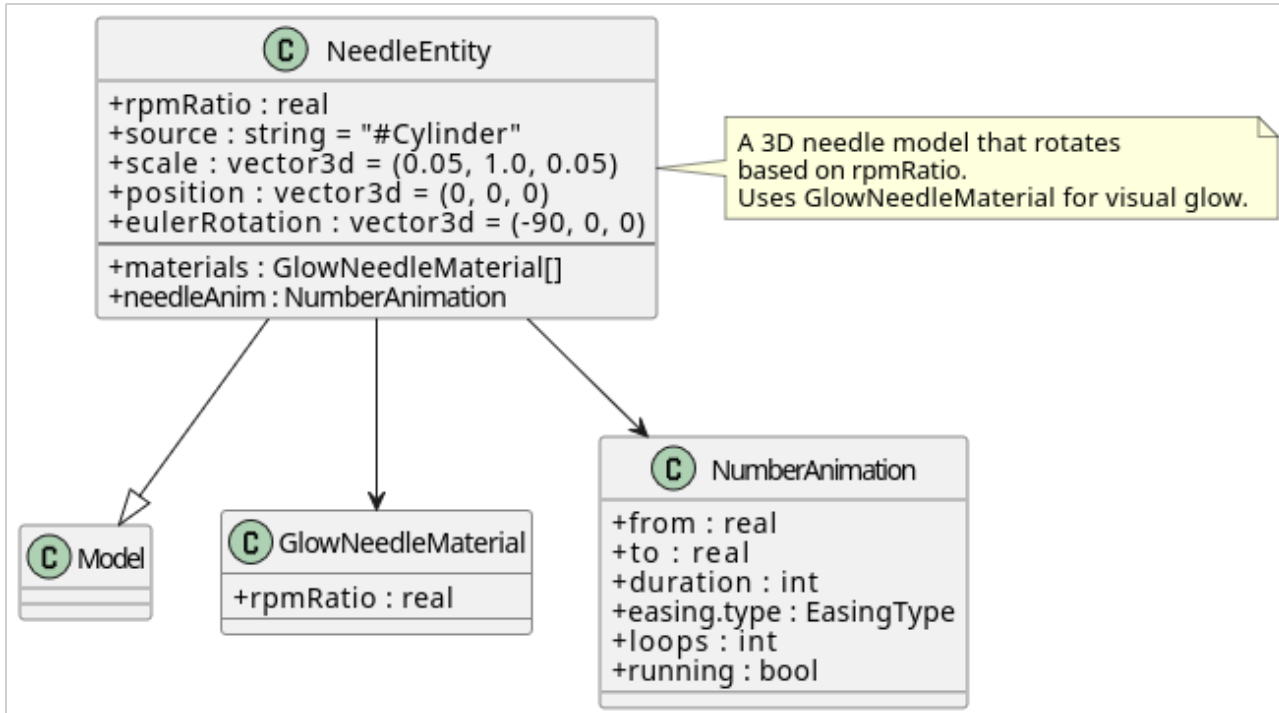 C NeedleEntity
+rpmRatio : real
+source : string = "#Cylinder"
+scale : vector3d = (0.05, 1.0, 0.05)
+position : vector3d = (0, 0, 0)
+eulerRotation : vector3d = (-90, 0, 0)
+materials : GlowNeedleMaterial[]
+needleAnim : NumberAnimation
A 3D needle model that rotates
based on rpmRatio.
Uses GlowNeedleMaterial for visual glow.
C Model
C GlowNeedleMaterial
+rpmRatio : real
C NumberAnimation
+from : real
+to : real
+duration : int
+easing.type : EasingType
+loops : int
+running : bool